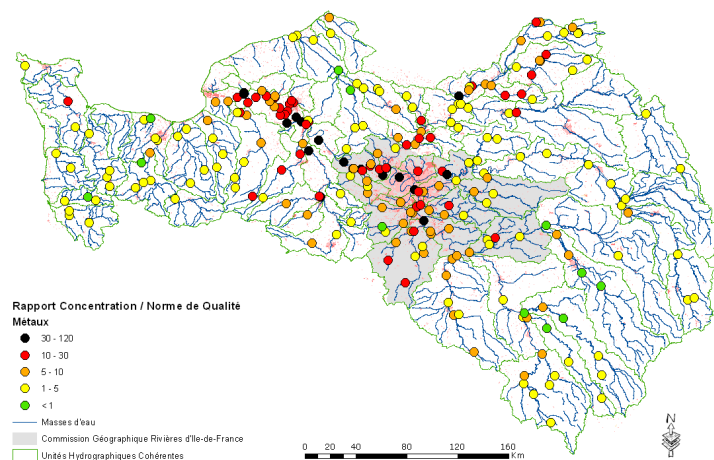 Rapport Concentration / Norme de Qualité
Métaux
30 - 120
10 - 30
5 - 10
1 - 5
< 1
Masses d'eau
Commission Géographique Rivières d'Ile-de-France
Unités Hydrographiques Cohérentes
N
0 20 40 80 120 160
Km